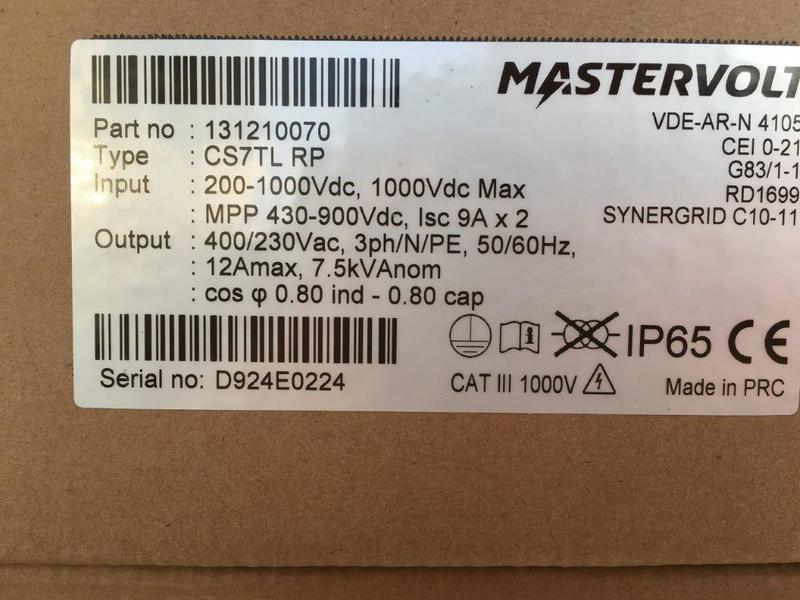 MASTERVOLT
VDE-AR-N 4105
CEI 0-21
G83/1-1
RD1699
SYNERGRID C10-11
Part no : 131210070
Type : CS7TL RP
Input : 200-1000Vdc, 1000Vdc Max
: MPP 430-900Vdc, Isc 9A x 2
Output : 400/230Vac, 3ph/N/PE, 50/60Hz,
: 12Amax, 7.5kVAnom
: cos φ 0.80 ind - 0.80 cap
IP65 CE
Serial no: D924E0224
CAT III 1000V
Made in PRC